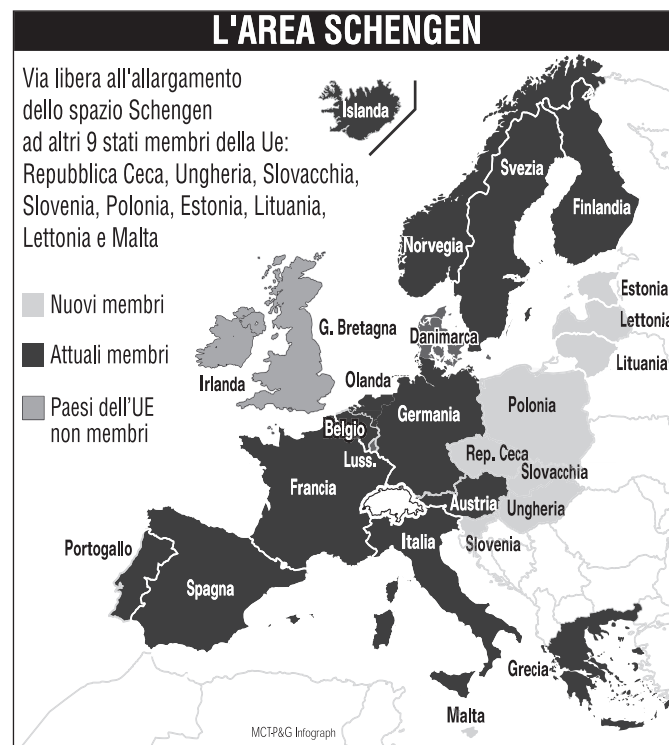 L'AREA SCHENGEN
Via libera all'allargamento
dello spazio Schengen
ad altri 9 stati membri della Ue:
Repubblica Ceca, Ungheria, Slovacchia,
Slovenia, Polonia, Estonia, Lituania,
Lettonia e Malta
Nuovi membri
Attuali membri
Paesi dell'UE
non membri
Islanda
Svezia
Finlandia
Norvegia
Estonia
Lettonia
Lituania
G. Bretagna
Danimarca
Irlanda
Olanda
Germania
Polonia
Belgio
Luss.
Rep. Ceca
Slovacchia
Francia
Austria
Ungheria
Italia
Slovenia
Portogallo
Spagna
Grecia
Malta
MCT-P&G Infograph